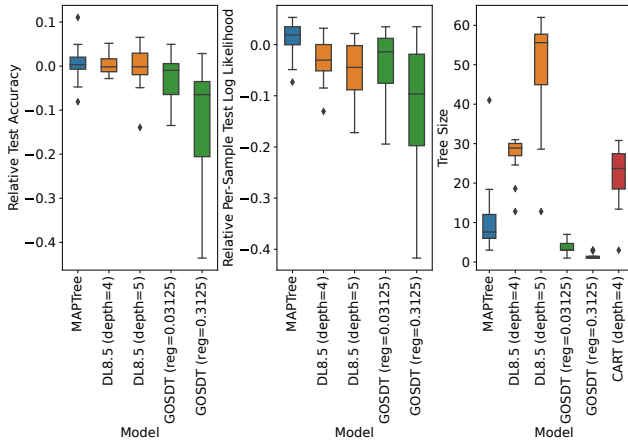 Relative Test Accuracy
0.1
0.0
−0.1
−0.2
−0.3
−0.4
MAPTree
DL8.5 (depth=4)
DL8.5 (depth=5)
GOSDT (reg=0.03125)
GOSDT (reg=0.3125)
Model
Relative Per-Sample Test Log Likelihood
0.0
−0.1
−0.2
−0.3
−0.4
MAPTree
DL8.5 (depth=4)
DL8.5 (depth=5)
GOSDT (reg=0.03125)
GOSDT (reg=0.3125)
Model
Tree Size
60
50
40
30
20
10
0
MAPTree
DL8.5 (depth=4)
DL8.5 (depth=5)
GOSDT (reg=0.03125)
GOSDT (reg=0.3125)
CART (depth=4)
Model